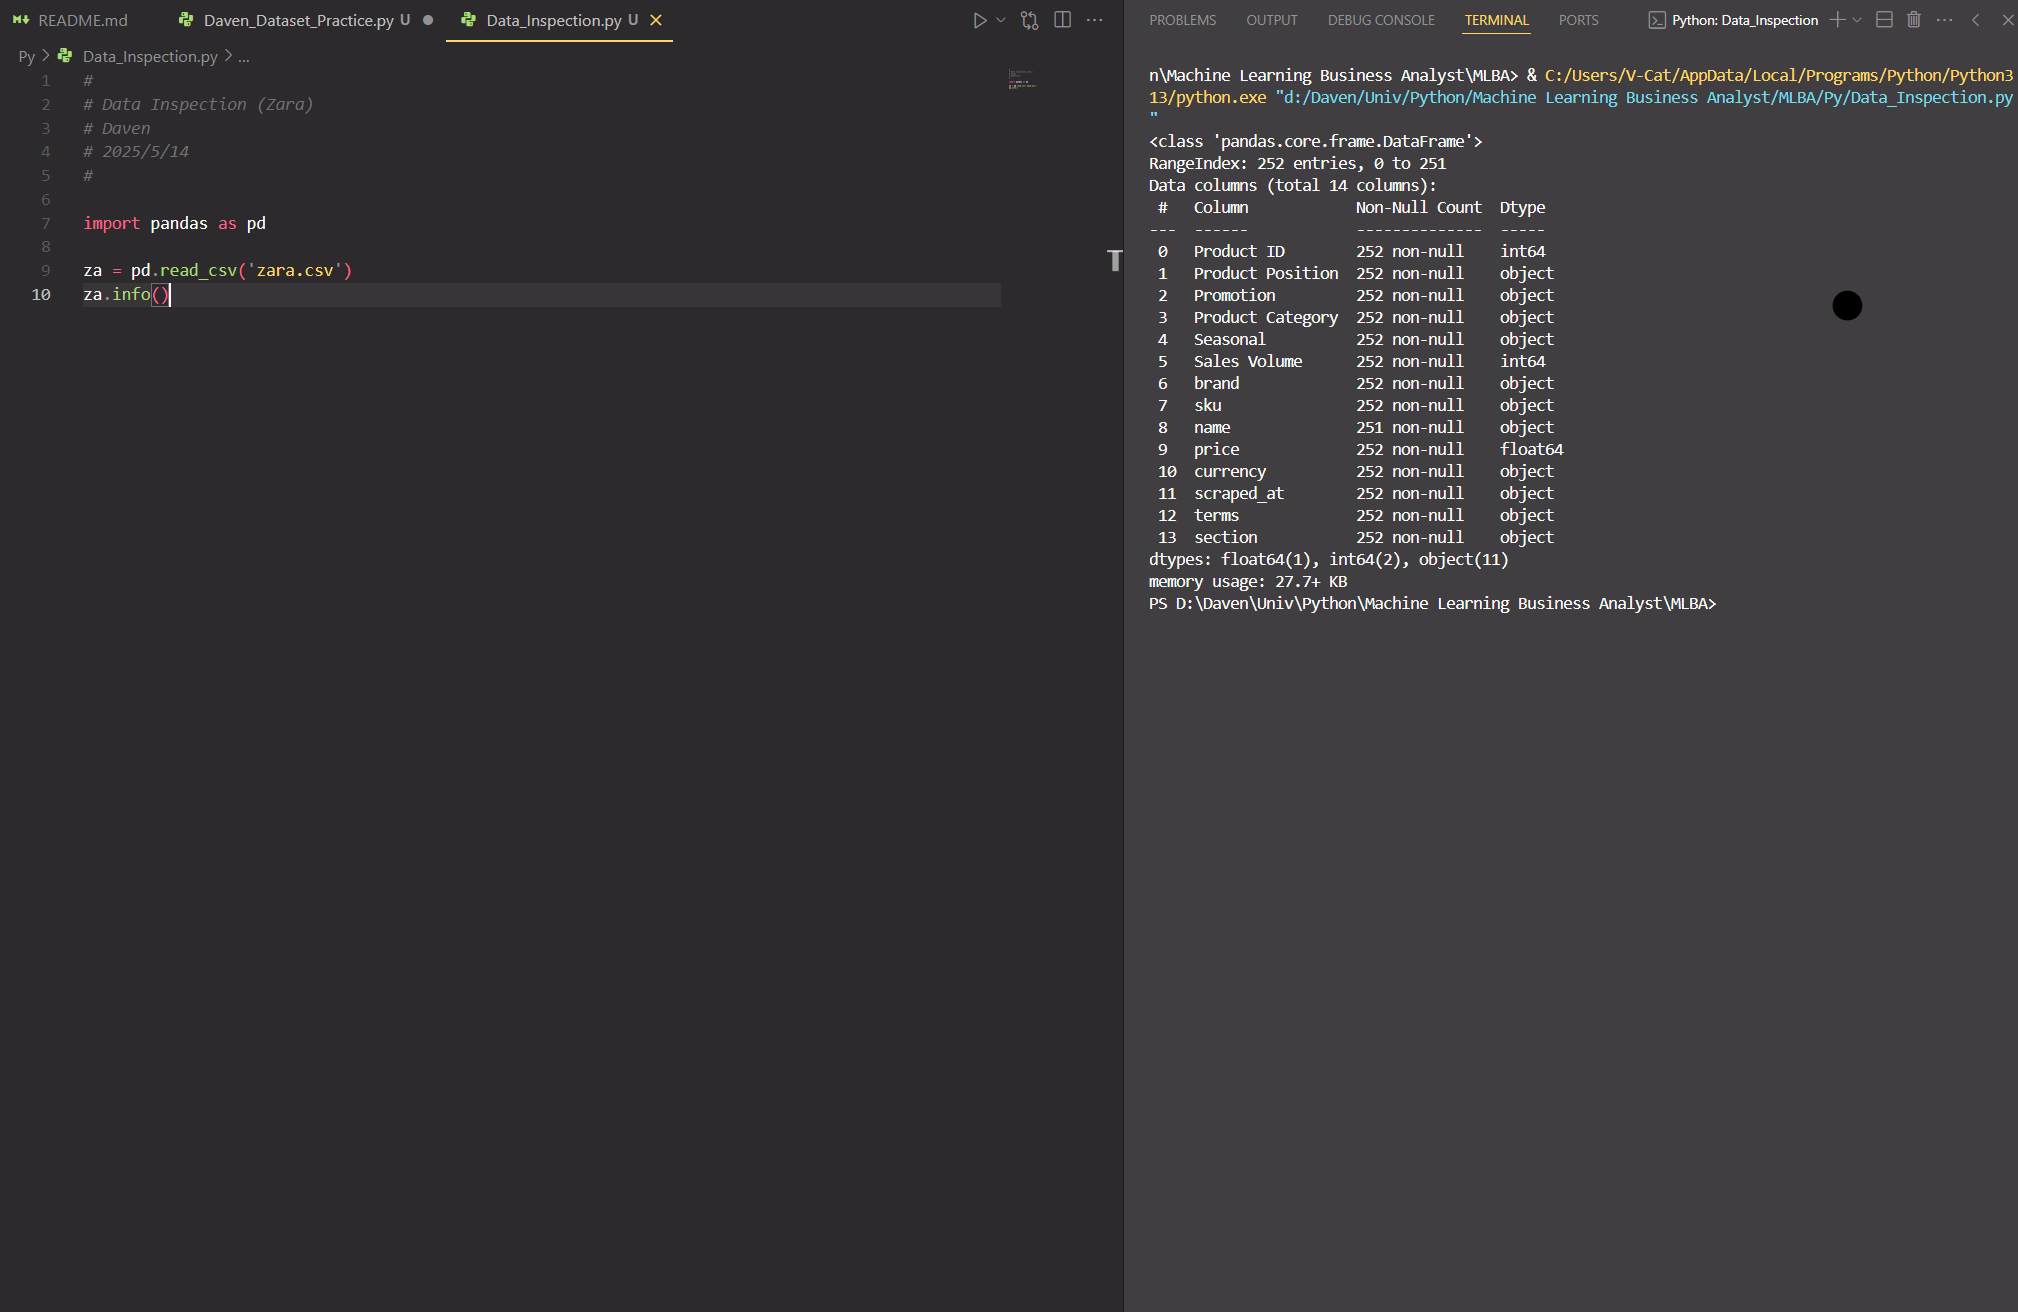 README.md
Daven_Dataset_Practice.py U
Data_Inspection.py U
Py > Data_Inspection.py > ...
1 #
2 # Data Inspection (Zara)
3 # Daven
4 # 2025/5/14
5 #
6
7 import pandas as pd
8
9 za = pd.read_csv('zara.csv')
10 za.info()
T
PROBLEMS OUTPUT DEBUG CONSOLE TERMINAL PORTS
Python: Data_Inspection
n\Machine Learning Business Analyst\MLBA> & C:/Users/V-Cat/AppData/Local/Programs/Python/Python3
13/python.exe "d:/Daven/Univ/Python/Machine Learning Business Analyst/MLBA/Py/Data_Inspection.py
"
<class 'pandas.core.frame.DataFrame'>
RangeIndex: 252 entries, 0 to 251
Data columns (total 14 columns):
 #   Column            Non-Null Count  Dtype
---  ------            --------------  -----
 0   Product ID        252 non-null    int64
 1   Product Position  252 non-null    object
 2   Promotion         252 non-null    object
 3   Product Category  252 non-null    object
 4   Seasonal          252 non-null    object
 5   Sales Volume      252 non-null    int64
 6   brand             252 non-null    object
 7   sku               252 non-null    object
 8   name              251 non-null    object
 9   price             252 non-null    float64
 10  currency          252 non-null    object
 11  scraped_at        252 non-null    object
 12  terms             252 non-null    object
 13  section           252 non-null    object
dtypes: float64(1), int64(2), object(11)
memory usage: 27.7+ KB
PS D:\Daven\Univ\Python\Machine Learning Business Analyst\MLBA>